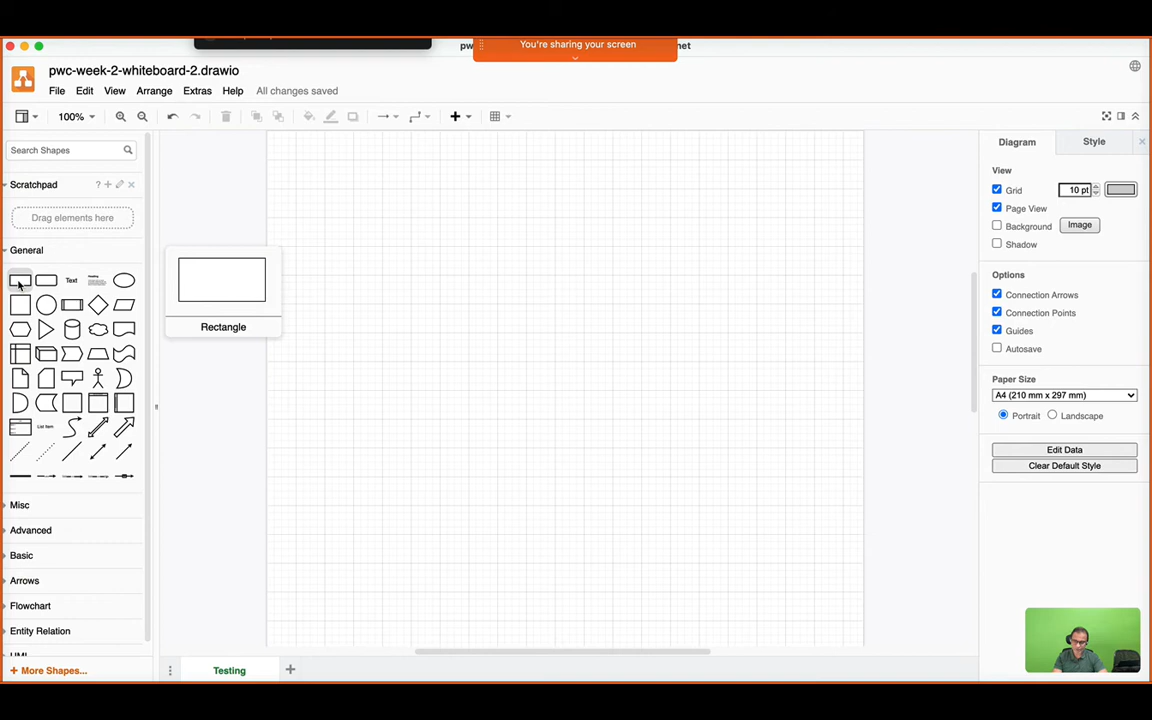 You're sharing your screen
pwc-week-2-whiteboard-2.drawio
File Edit View Arrange Extras Help All changes saved
100%
Search Shapes
Scratchpad
Drag elements here
General
Text
Heading
List Item
Rectangle
Misc
Advanced
Basic
Arrows
Flowchart
Entity Relation
+ More Shapes...
Testing
Diagram Style
View
Grid 10 pt
Page View
Background Image
Shadow
Options
Connection Arrows
Connection Points
Guides
Autosave
Paper Size
A4 (210 mm x 297 mm)
Portrait Landscape
Edit Data
Clear Default Style